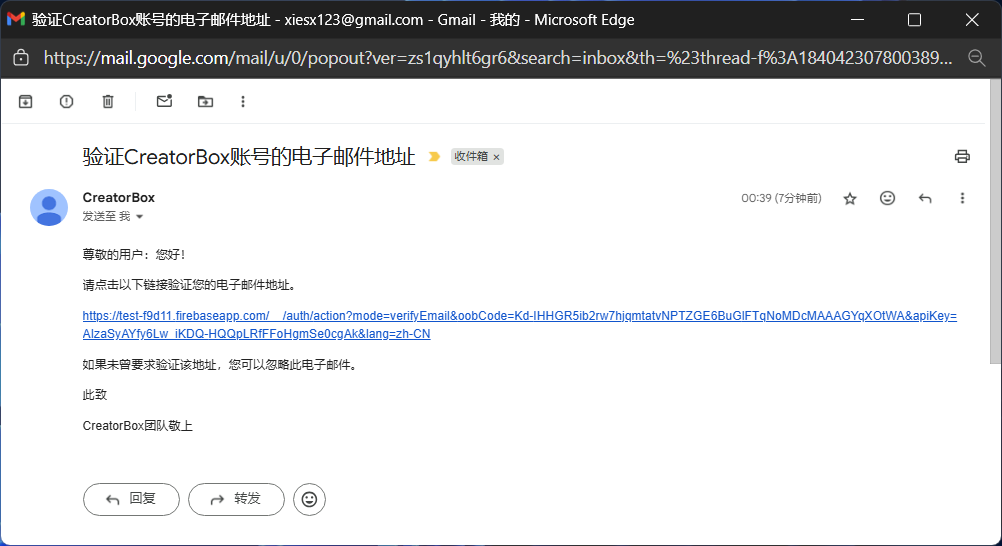 验证CreatorBox账号的电子邮件地址 - xiesx123@gmail.com - Gmail - 我的 - Microsoft Edge
https://mail.google.com/mail/u/0/popout?ver=zs1qyhlt6gr6&search=inbox&th=%23thread-f%3A184042307800389...
验证CreatorBox账号的电子邮件地址 收件箱 ×
CreatorBox 00:39 (7分钟前)
发送至 我
尊敬的用户：您好！
请点击以下链接验证您的电子邮件地址。
https://test-f9d11.firebaseapp.com/__/auth/action?mode=verifyEmail&oobCode=Kd-IHHGR5ib2rw7hjqmtatvNPTZGE6BuGlFTqNoMDcMAAAGYqXOtWA&apiKey=
AIzaSyAYfy6Lw_iKDQ-HQQpLRfFFoHgmSe0cgAk&lang=zh-CN
如果未曾要求验证该地址，您可以忽略此电子邮件。
此致
CreatorBox团队敬上
回复 转发